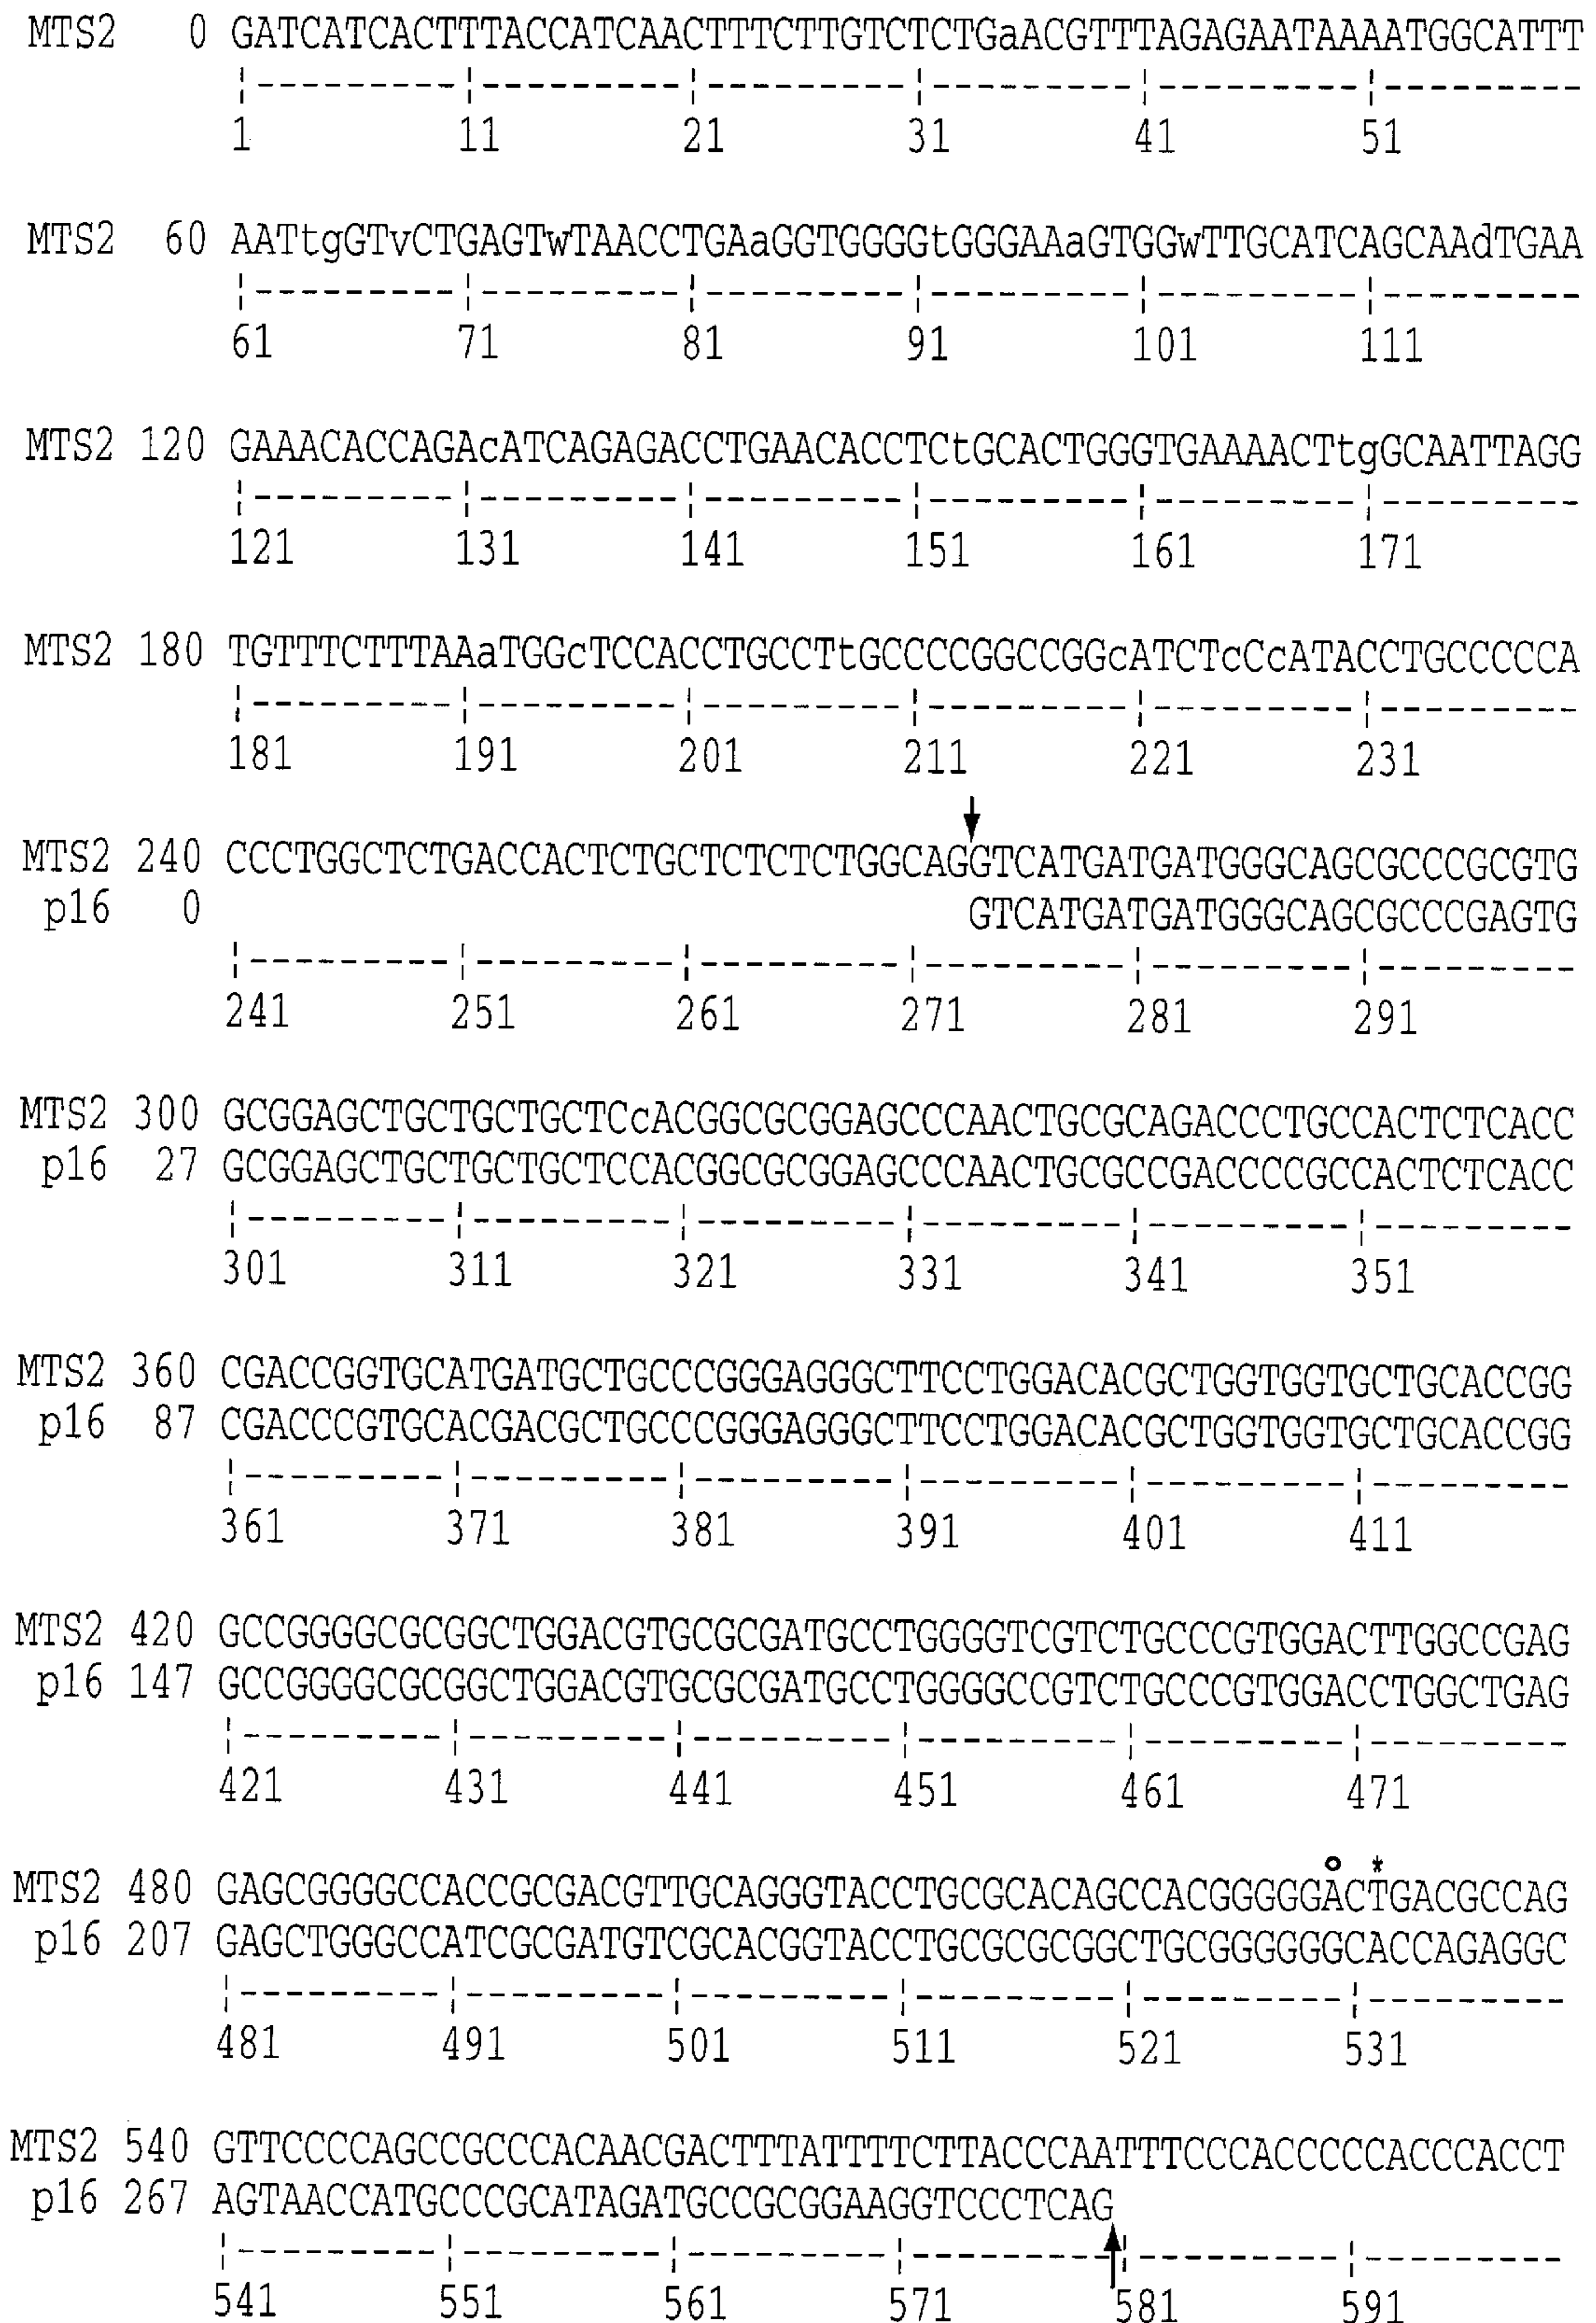 MTS2 0 GATCATCACTTTACCATCAACTTTCTTGTCTCTGaACGTTTAGAGAATAAAATGGCATTT
1 11 21 31 41 51
MTS2 60 AATtgGTvCTGAGTwTAACCTGAaGGTGGGGtGGGAAaGTGGwTTGCATCAGCAAdTGAA
61 71 81 91 101 111
MTS2 120 GAAACACCAGAcATCAGAGACCTGAACACCTCtGCACTGGGTGAAAACTtgGCAATTAGG
121 131 141 151 161 171
MTS2 180 TGTTTCTTTAAaTGGcTCCACCTGCCTtGCCCCGGCCGGcATCTcCcATACCTGCCCCCA
181 191 201 211 221 231
MTS2 240 CCCTGGCTCTGACCACTCTGCTCTCTCTGGCAGGTCATGATGATGGGCAGCGCCCGCGTG
p16 0 GTCATGATGATGGGCAGCGCCCGAGTG
241 251 261 271 281 291
MTS2 300 GCGGAGCTGCTGCTGCTCcACGGCGCGGAGCCCAACTGCGCAGACCCTGCCACTCTCACC
p16 27 GCGGAGCTGCTGCTGCTCCACGGCGCGGAGCCCAACTGCGCCGACCCCGCCACTCTCACC
301 311 321 331 341 351
MTS2 360 CGACCGGTGCATGATGCTGCCCGGGAGGGCTTCCTGGACACGCTGGTGGTGCTGCACCGG
p16 87 CGACCCGTGCACGACGCTGCCCGGGAGGGCTTCCTGGACACGCTGGTGGTGCTGCACCGG
361 371 381 391 401 411
MTS2 420 GCCGGGGCGCGGCTGGACGTGCGCGATGCCTGGGGTCGTCTGCCCGTGGACTTGGCCGAG
p16 147 GCCGGGGCGCGGCTGGACGTGCGCGATGCCTGGGGCCGTCTGCCCGTGGACCTGGCTGAG
421 431 441 451 461 471
° *
MTS2 480 GAGCGGGGCCACCGCGACGTTGCAGGGTACCTGCGCACAGCCACGGGGGACTGACGCCAG
p16 207 GAGCTGGGCCATCGCGATGTCGCACGGTACCTGCGCGCGGCTGCGGGGGGCACCAGAGGC
481 491 501 511 521 531
MTS2 540 GTTCCCCAGCCGCCCACAACGACTTTATTTTCTTACCCAATTTCCCACCCCCACCCACCT
p16 267 AGTAACCATGCCCGCATAGATGCCGCGGAAGGTCCCTCAG
541 551 561 571 581 591